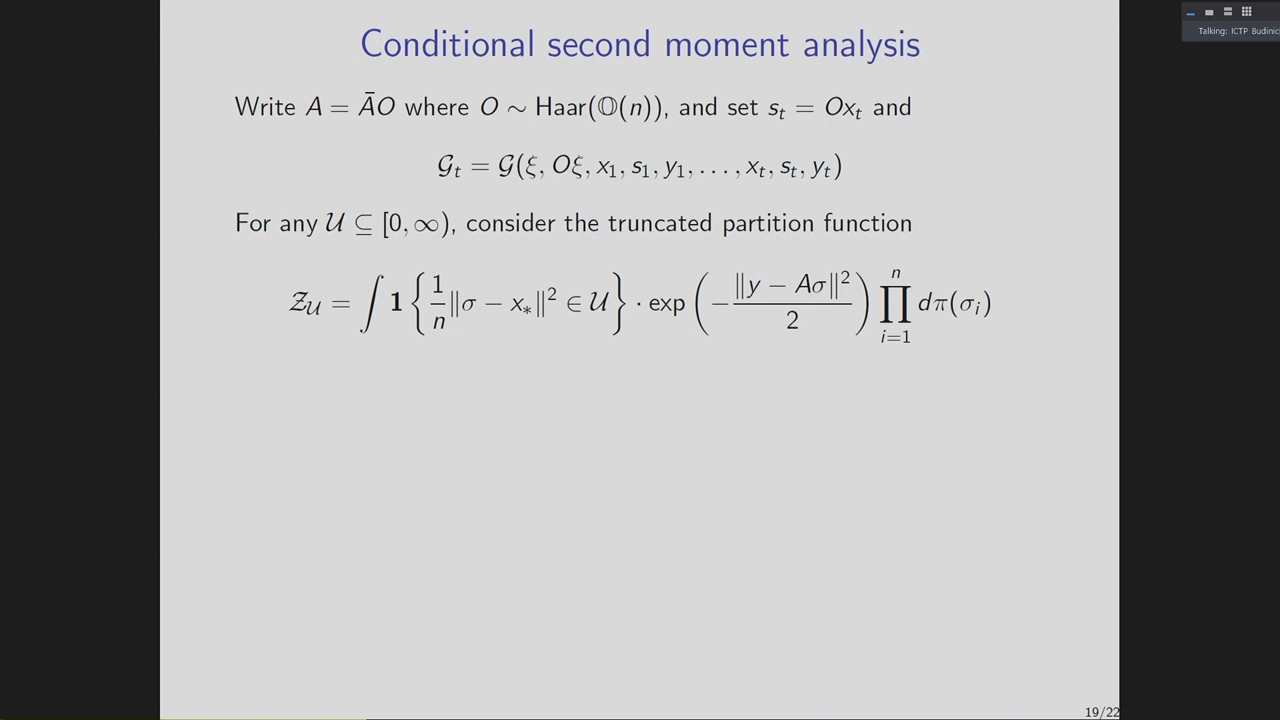 Talking: ICTP Budinic
Conditional second moment analysis
Write A = ĀO where O ∼ Haar(𝕆(n)), and set s_t = Ox_t and
𝒢_t = 𝒢(ξ, Oξ, x_1, s_1, y_1, . . . , x_t, s_t, y_t)
For any 𝒰 ⊆ [0, ∞), consider the truncated partition function
𝒵_𝒰 = ∫ 𝟏 { 1/n ‖σ − x_*‖² ∈ 𝒰 } · exp ( − ‖y − Aσ‖² / 2 ) ∏_{i=1}^{n} dπ(σ_i)
19/22